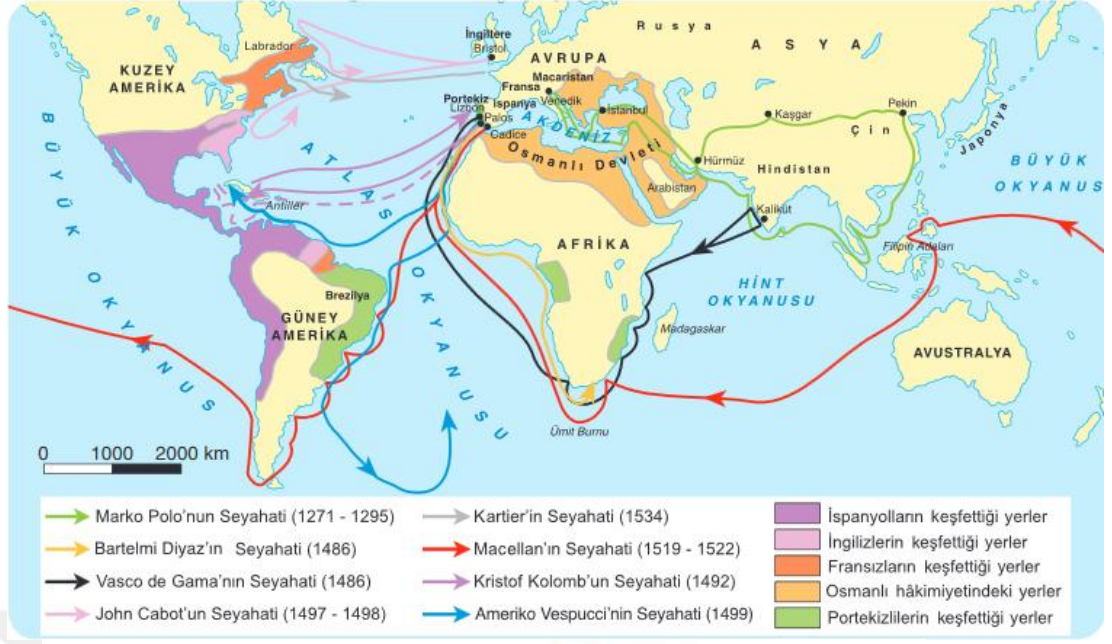 Rusya
ASYA
İngiltere
Bristol
Labrador
KUZEY
AMERİKA
AVRUPA
Macaristan
Fransa
Venedik
Portekiz
İspanya
Lizbon
Palos
Cadice
İstanbul
AKDENİZ
Osmanlı Devleti
Kaşgar
Pekin
Çin
Japonya
Hürmüz
Hindistan
Arabistan
Kaliküt
BÜYÜK
OKYANUS
BÜYÜK OKYANUS
ATLAS OKYANUSU
Antiller
AFRİKA
Filipin Adaları
HİNT
OKYANUSU
Brezilya
GÜNEY
AMERİKA
Madagaskar
AVUSTRALYA
Ümit Burnu
0 1000 2000 km
Marko Polo'nun Seyahati (1271 - 1295)
Bartelmi Diyaz'ın Seyahati (1486)
Vasco de Gama'nın Seyahati (1486)
John Cabot'un Seyahati (1497 - 1498)
Kartier'in Seyahati (1534)
Macellan'ın Seyahati (1519 - 1522)
Kristof Kolomb'un Seyahati (1492)
Ameriko Vespucci'nin Seyahati (1499)
İspanyolların keşfettiği yerler
İngilizlerin keşfettiği yerler
Fransızların keşfettiği yerler
Osmanlı hâkimiyetindeki yerler
Portekizlilerin keşfettiği yerler